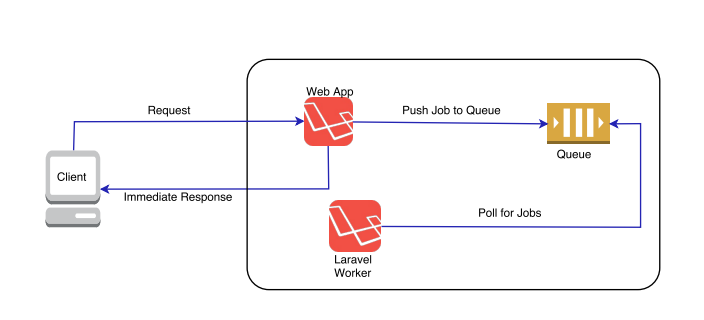 Web App
Request
Push Job to Queue
Client
Queue
Immediate Response
Poll for Jobs
Laravel
Worker